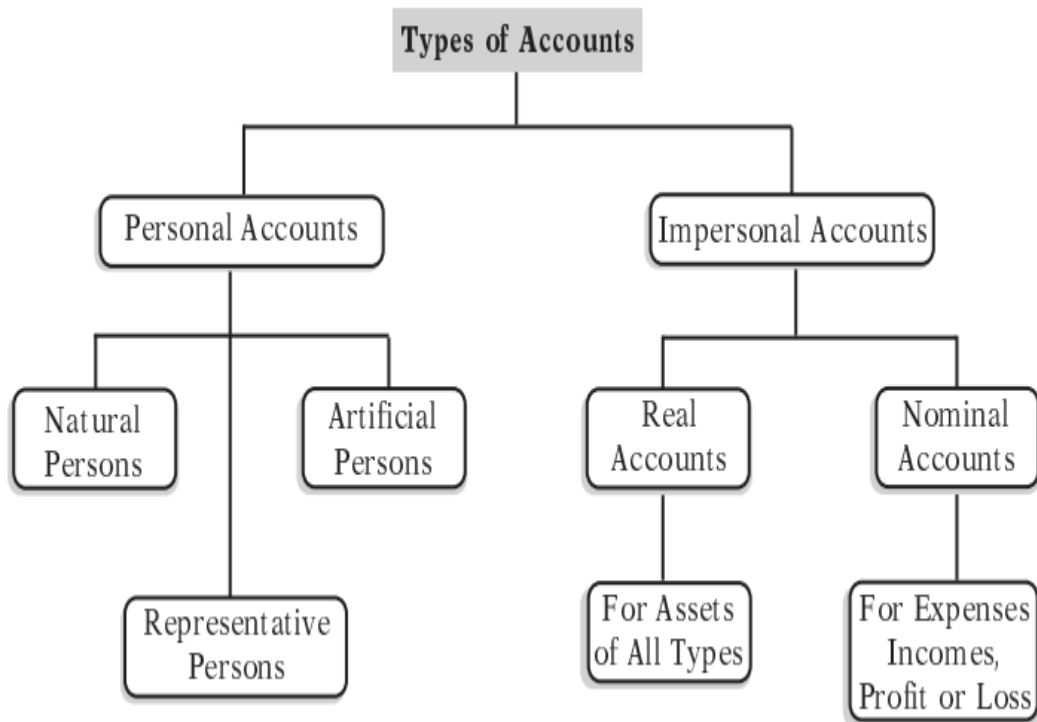 Types of Accounts
Personal Accounts
Impersonal Accounts
Natural
Persons
Artificial
Persons
Real
Accounts
Nominal
Accounts
Representative
Persons
For Assets
of All Types
For Expenses
Incomes,
Profit or Loss